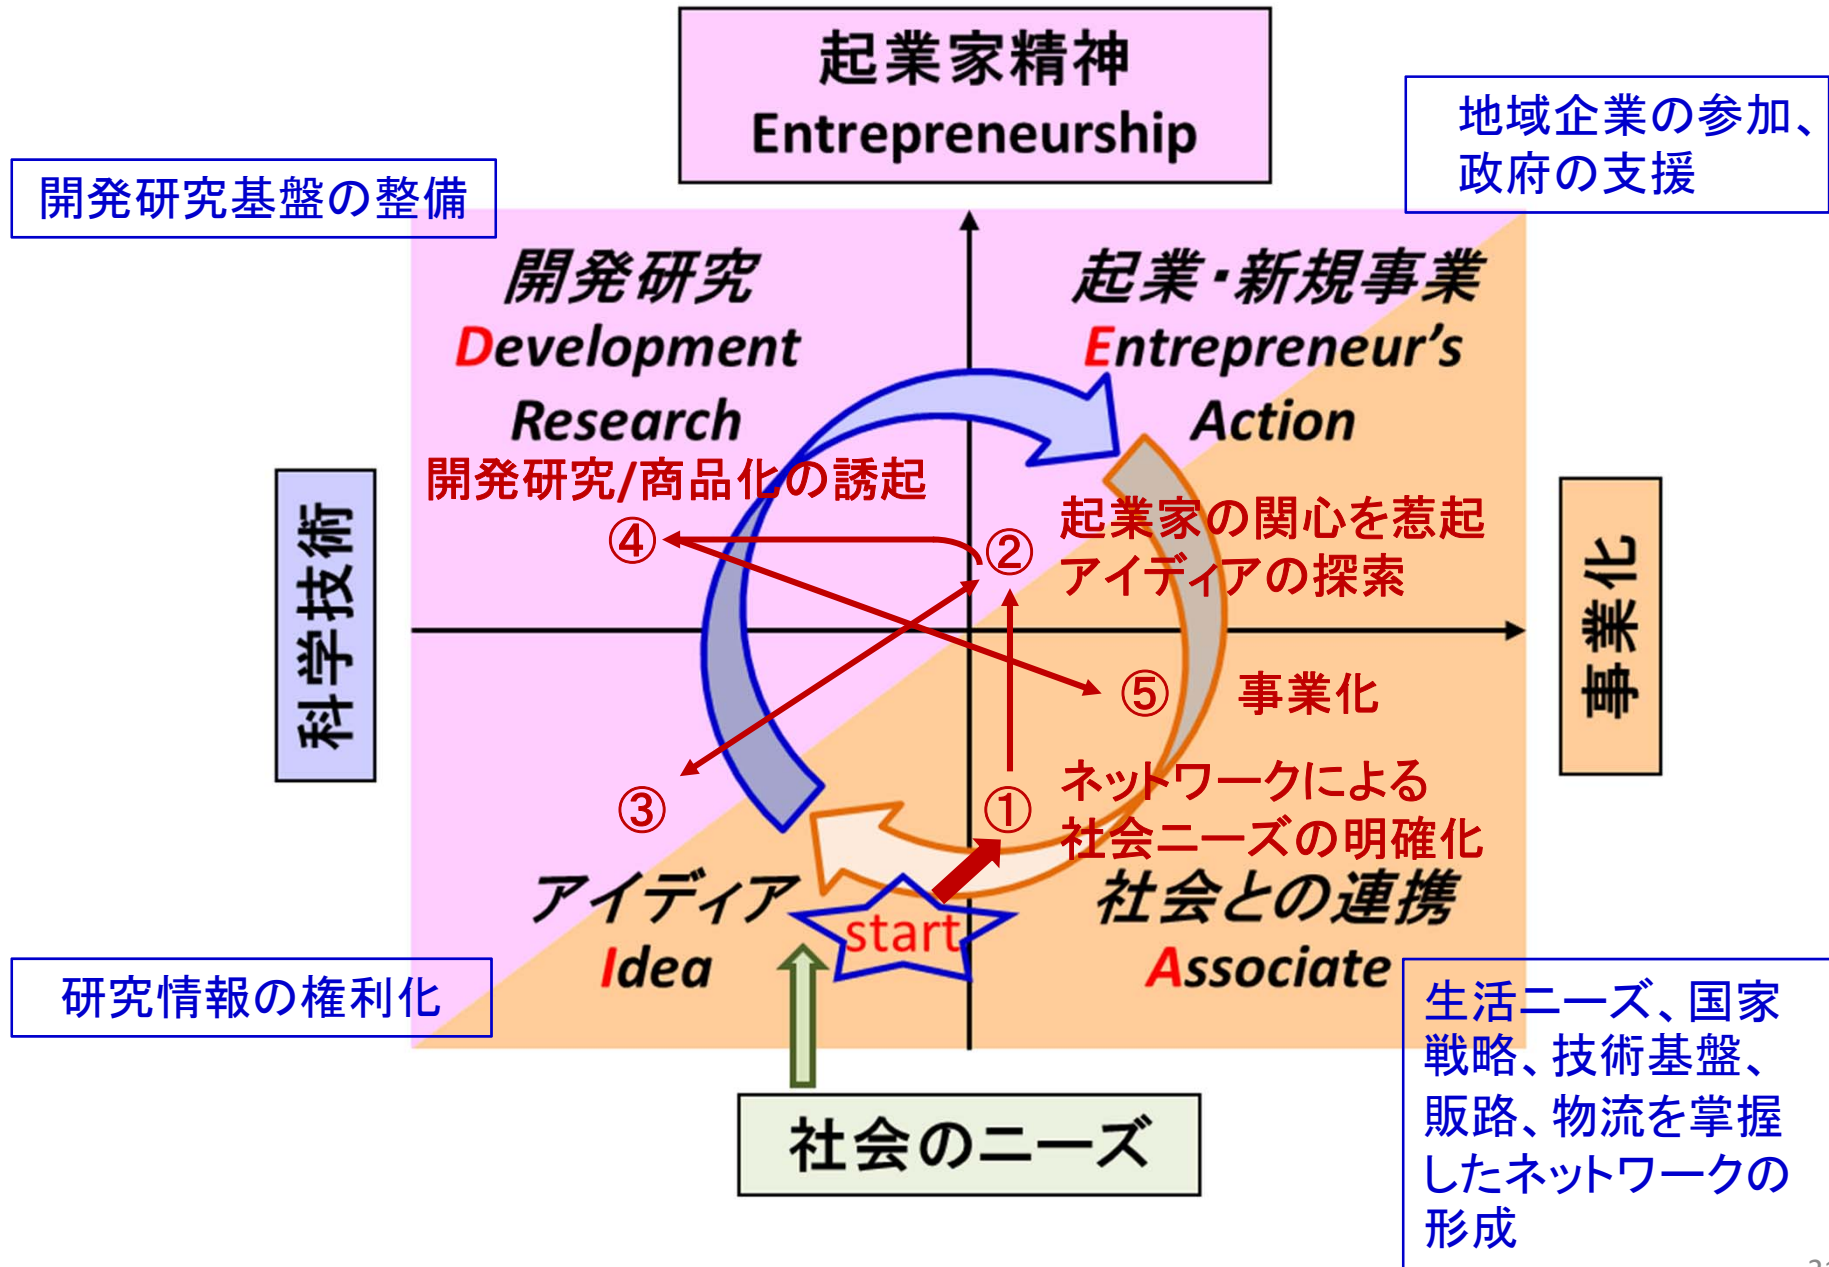 起業家精神
Entrepreneurship
地域企業の参加、
政府の支援
開発研究基盤の整備
開発研究
Development
Research
開発研究/商品化の誘起
④
起業・新規事業
Entrepreneur's
Action
②
起業家の関心を惹起
アイディアの探索
科学技術
事業化
⑤
事業化
③
①
ネットワークによる
社会ニーズの明確化
アイディア
Idea
start
社会との連携
Associate
研究情報の権利化
生活ニーズ、国家
戦略、技術基盤、
販路、物流を掌握
したネットワークの
形成
社会のニーズ